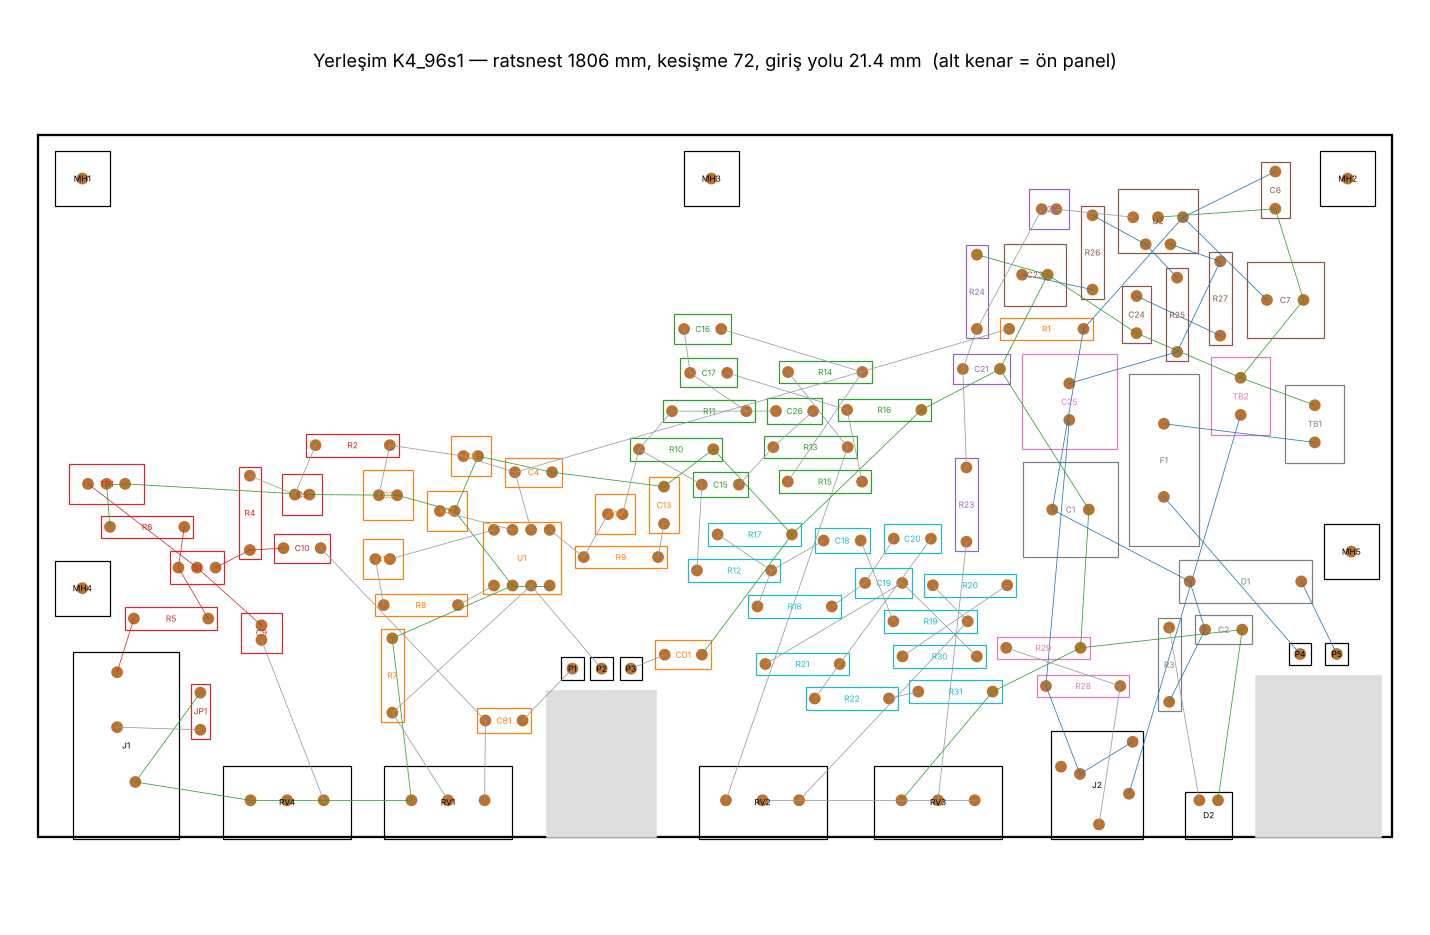 Yerleşim K4_96s1 — ratsnest 1806 mm, kesişme 72, giriş yolu 21.4 mm  (alt kenar = ön panel)
MH1
MH3
MH2
C6
R26
C23
R24
C7
R27
C24
R25
C16
R1
C17
R14
C21
C25
TB2
R11
C26
R16
TB1
R2
R10
R13
F1
C4
R6
R4
C15
R15
C13
R23
C1
R17
C18
C20
C10
U1
R9
MH5
R12
C19
R20
D1
MH4
R8
R18
R5
R19
C2
R29
CD1
R21
R30
P1
P2
P3
P4
P5
R3
R7
R28
R22
R31
JP1
CB1
J1
J2
RV4
RV1
RV2
RV3
D2